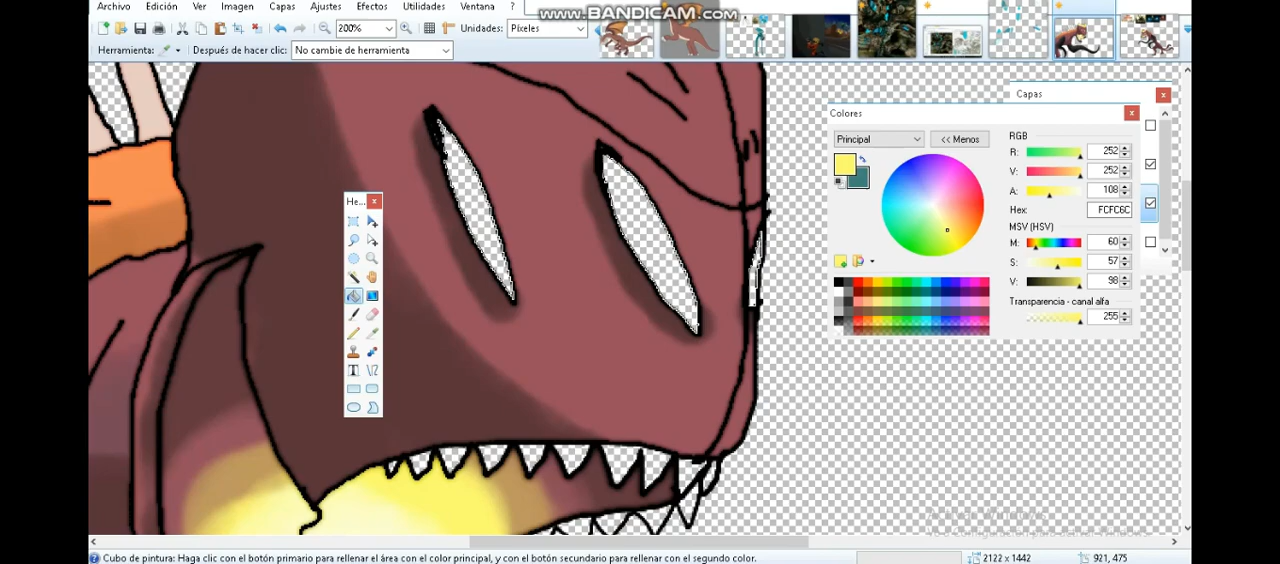 Archivo Edición Ver Imagen Capas Ajustes Efectos Utilidades Ventana ?
www.BANDICAM.com
200% Unidades: Píxeles
Herramienta: Después de hacer clic: No cambie de herramienta
Capas
Colores
Principal << Menos
RGB
R: 252
V: 252
A: 108
Hex: FCFC6C
MSV (HSV)
M: 60
S: 57
V: 98
Transparencia - canal alfa
255
He...
Cubo de pintura: Haga clic con el botón primario para rellenar el área con el color principal, y con el botón secundario para rellenar con el segundo color.
2122 x 1442 921, 475